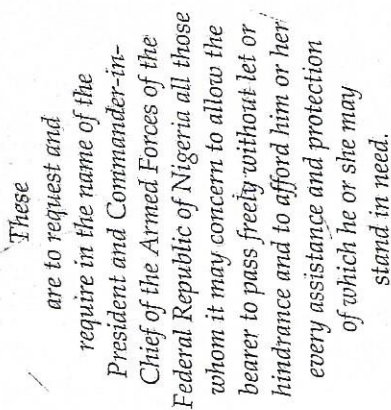 These
are to request and
require in the name of the
President and Commander-in-
Chief of the Armed Forces of the
Federal Republic of Nigeria all those
whom it may concern to allow the
bearer to pass freely without let or
hindrance and to afford him or her
every assistance and protection
of which he or she may
stand in need.